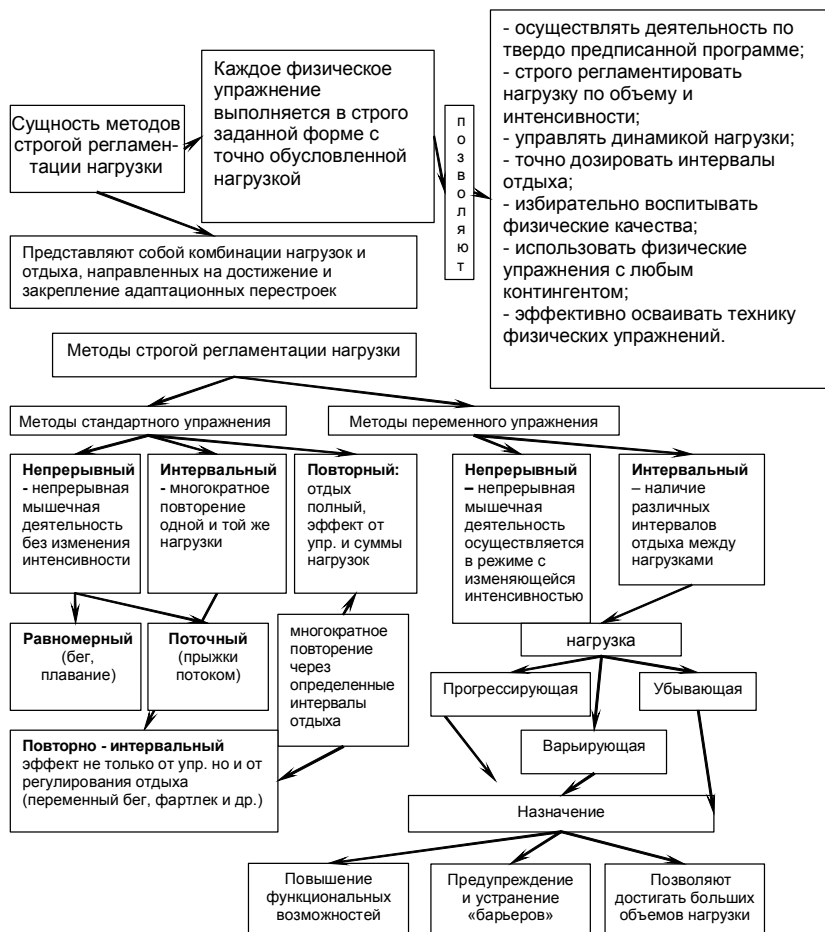 Сущность методов
строгой регламен-
тации нагрузки
Каждое физическое
упражнение
выполняется в строго
заданной форме с
точно обусловленной
нагрузкой
позволяют
- осуществлять деятельность по
твердо предписанной программе;
- строго регламентировать
нагрузку по объему и
интенсивности;
- управлять динамикой нагрузки;
- точно дозировать интервалы
отдыха;
- избирательно воспитывать
физические качества;
- использовать физические
упражнения с любым
контингентом;
- эффективно осваивать технику
физических упражнений.
Представляют собой комбинации нагрузок и
отдыха, направленных на достижение и
закрепление адаптационных перестроек
Методы строгой регламентации нагрузки
Методы стандартного упражнения
Методы переменного упражнения
Непрерывный
- непрерывная
мышечная
деятельность
без изменения
интенсивности
Интервальный
- многократное
повторение
одной и той же
нагрузки
Повторный:
отдых
полный,
эффект от
упр. и суммы
нагрузок
Непрерывный
– непрерывная
мышечная
деятельность
осуществляется
в режиме с
изменяющейся
интенсивностью
Интервальный
– наличие
различных
интервалов
отдыха между
нагрузками
Равномерный
(бег,
плавание)
Поточный
(прыжки
потоком)
многократное
повторение
через
определенные
интервалы
отдыха
нагрузка
Прогрессирующая
Убывающая
Варьирующая
Повторно - интервальный
эффект не только от упр. но и от
регулирования отдыха
(переменный бег, фартлек и др.)
Назначение
Повышение
функциональных
возможностей
Предупреждение
и устранение
«барьеров»
Позволяют
достигать больших
объемов нагрузки